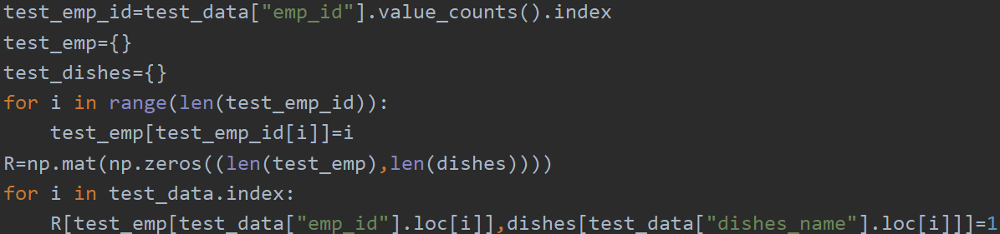 test_emp_id=test_data["emp_id"].value_counts().index
test_emp={}
test_dishes={}
for i in range(len(test_emp_id)):
    test_emp[test_emp_id[i]]=i
R=np.mat(np.zeros((len(test_emp),len(dishes))))
for i in test_data.index:
    R[test_emp[test_data["emp_id"].loc[i]],dishes[test_data["dishes_name"].loc[i]]]=1